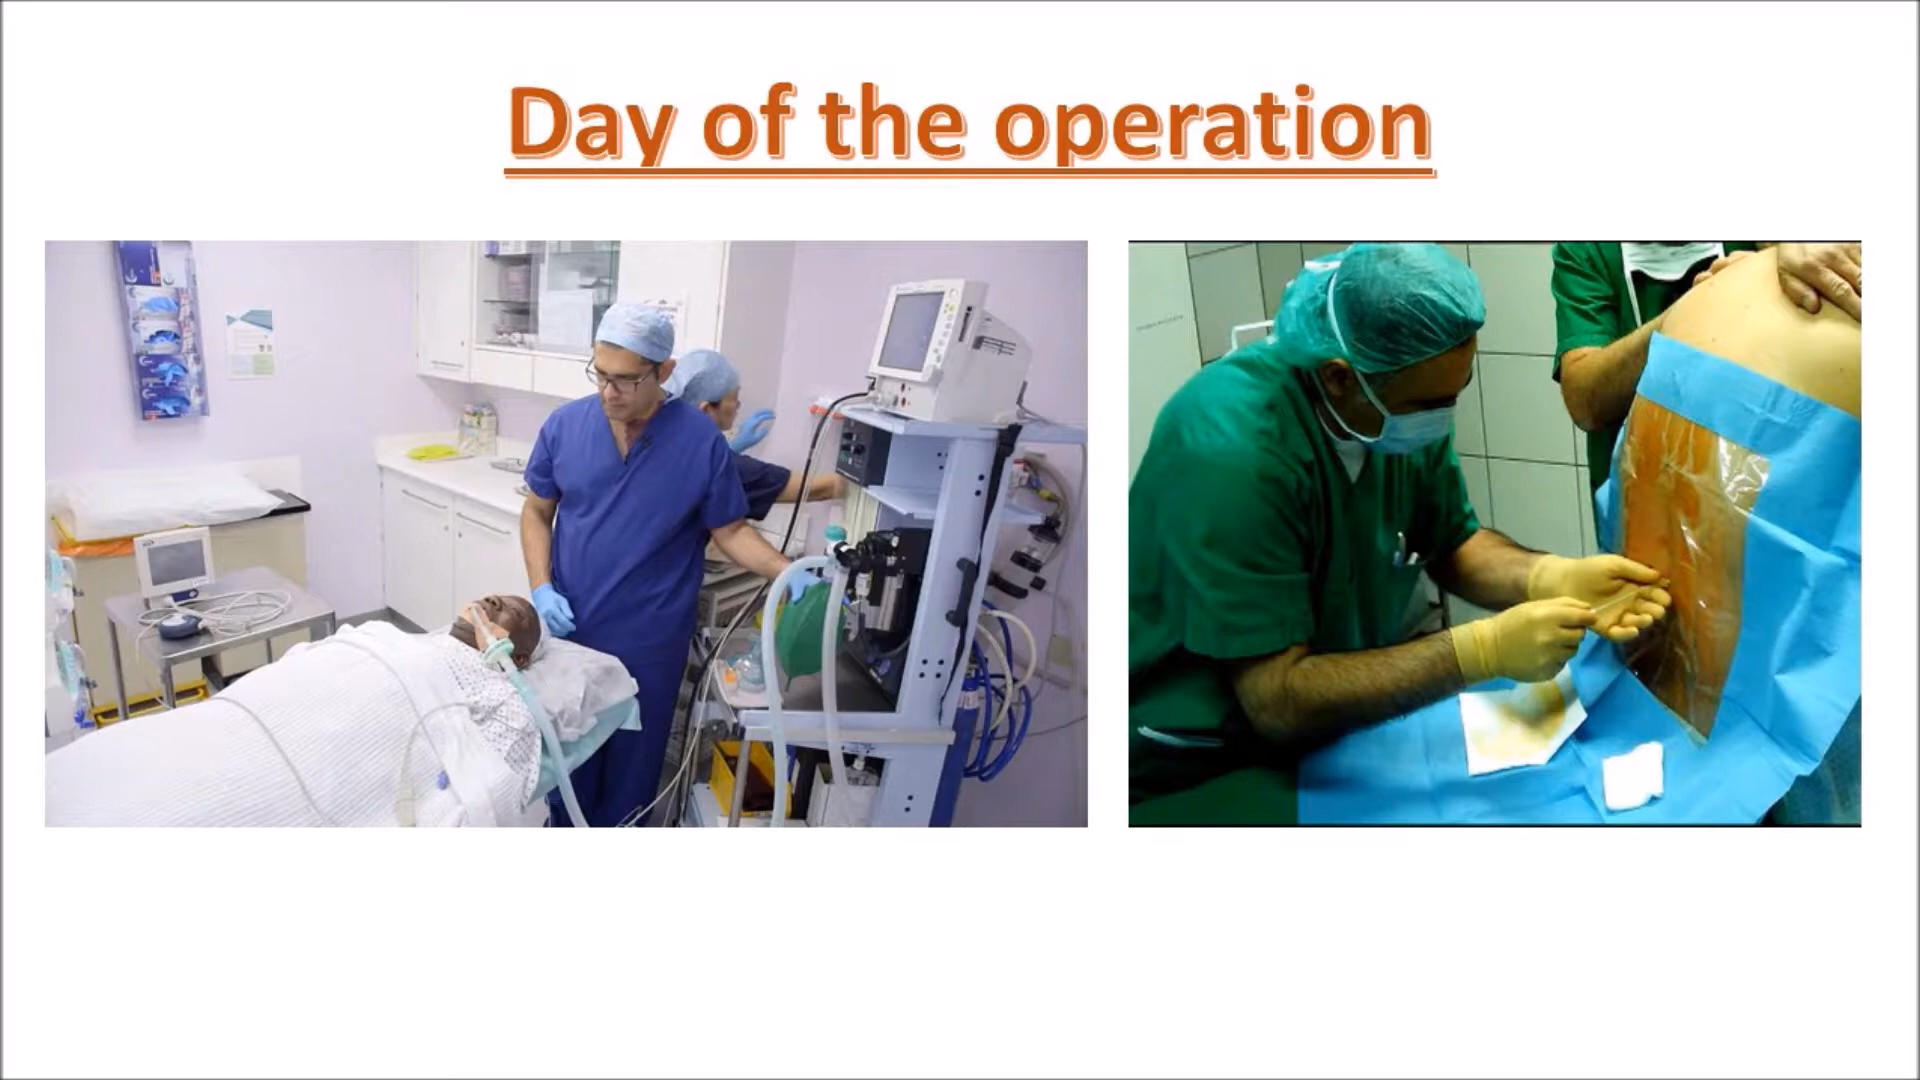 Day of the operation